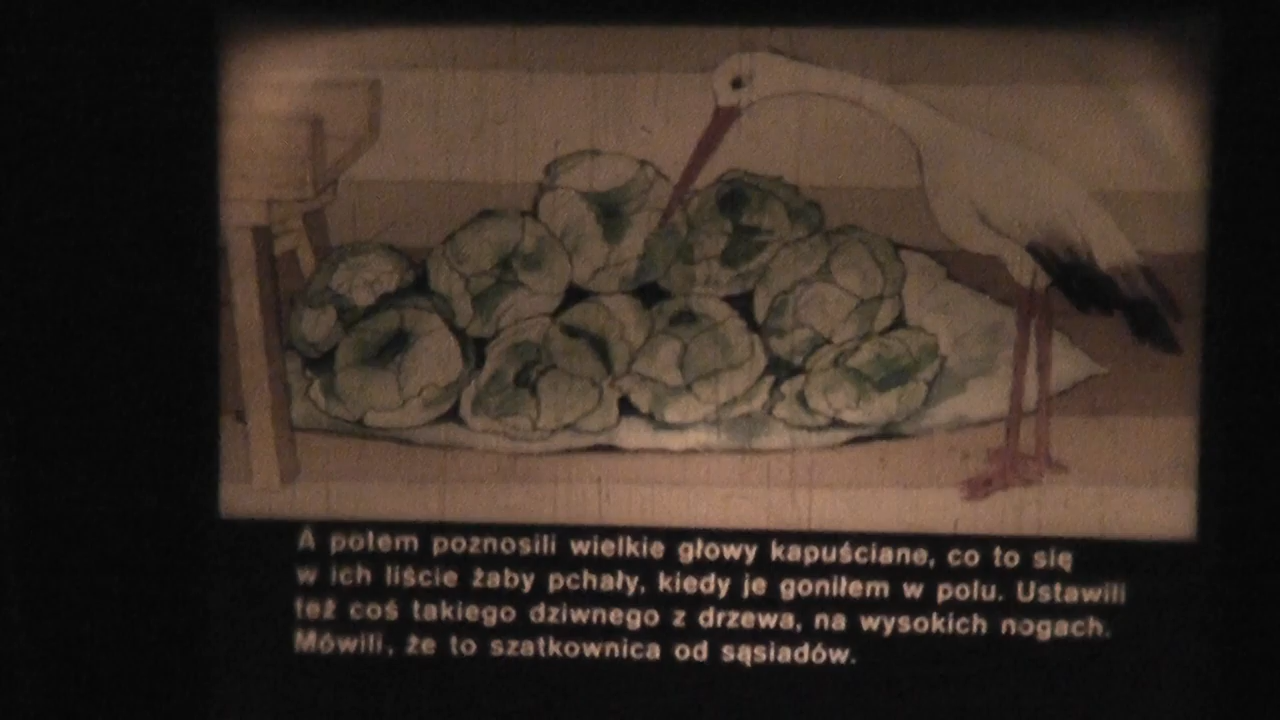 A potem poznosili wielkie głowy kapuściane, co to się
w ich liście żaby pchały, kiedy je goniłem w polu. Ustawili
też coś takiego dziwnego z drzewa, na wysokich nogach.
Mówili, że to szatkownica od sąsiadów.